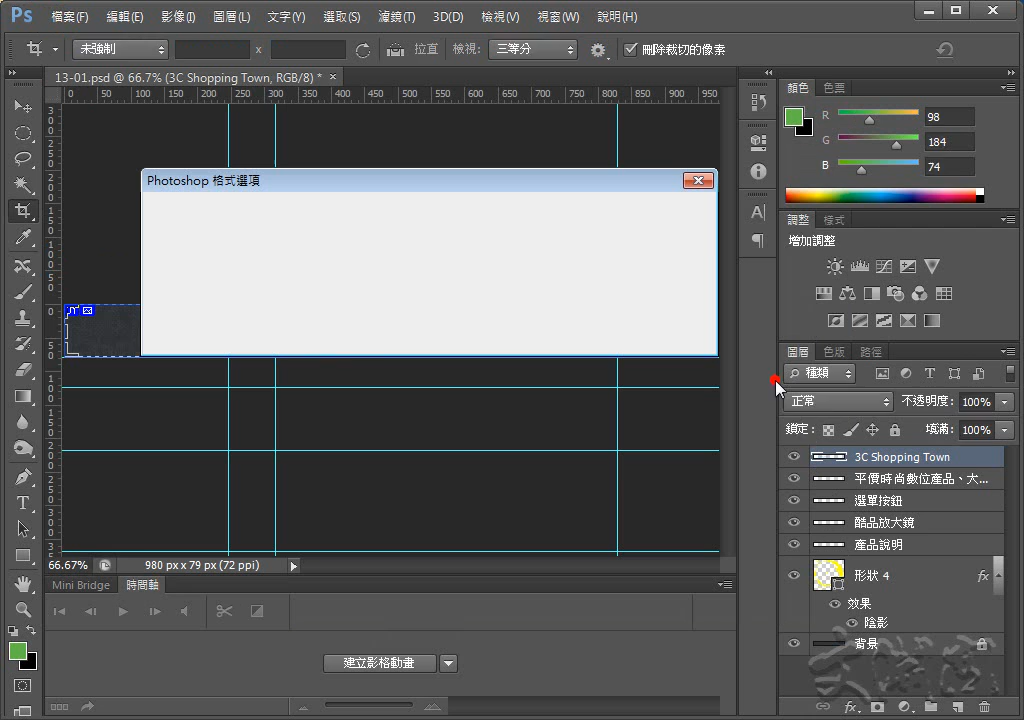 Ps 檔案(F) 編輯(E) 影像(I) 圖層(L) 文字(Y) 選取(S) 濾鏡(T) 3D(D) 檢視(V) 視窗(W) 說明(H)
未強制 x 拉直 檢視: 三等分 刪除裁切的像素
13-01.psd @ 66.7% (3C Shopping Town, RGB/8) * ×
0 50 100 150 200 250 300 350 400 450 500 550 600 650 700 750 800 850 900 950
Photoshop 格式選項
66.67% 980 px x 79 px (72 ppi)
Mini Bridge 時間軸
建立影格動畫
顏色 色票
R 98
G 184
B 74
調整 樣式
增加調整
圖層 色版 路徑
種類
正常 不透明度: 100%
鎖定: 填滿: 100%
3C Shopping Town
平價時尚數位產品、大...
選單按鈕
酷品放大鏡
產品說明
形狀 4 fx
效果
陰影
背景